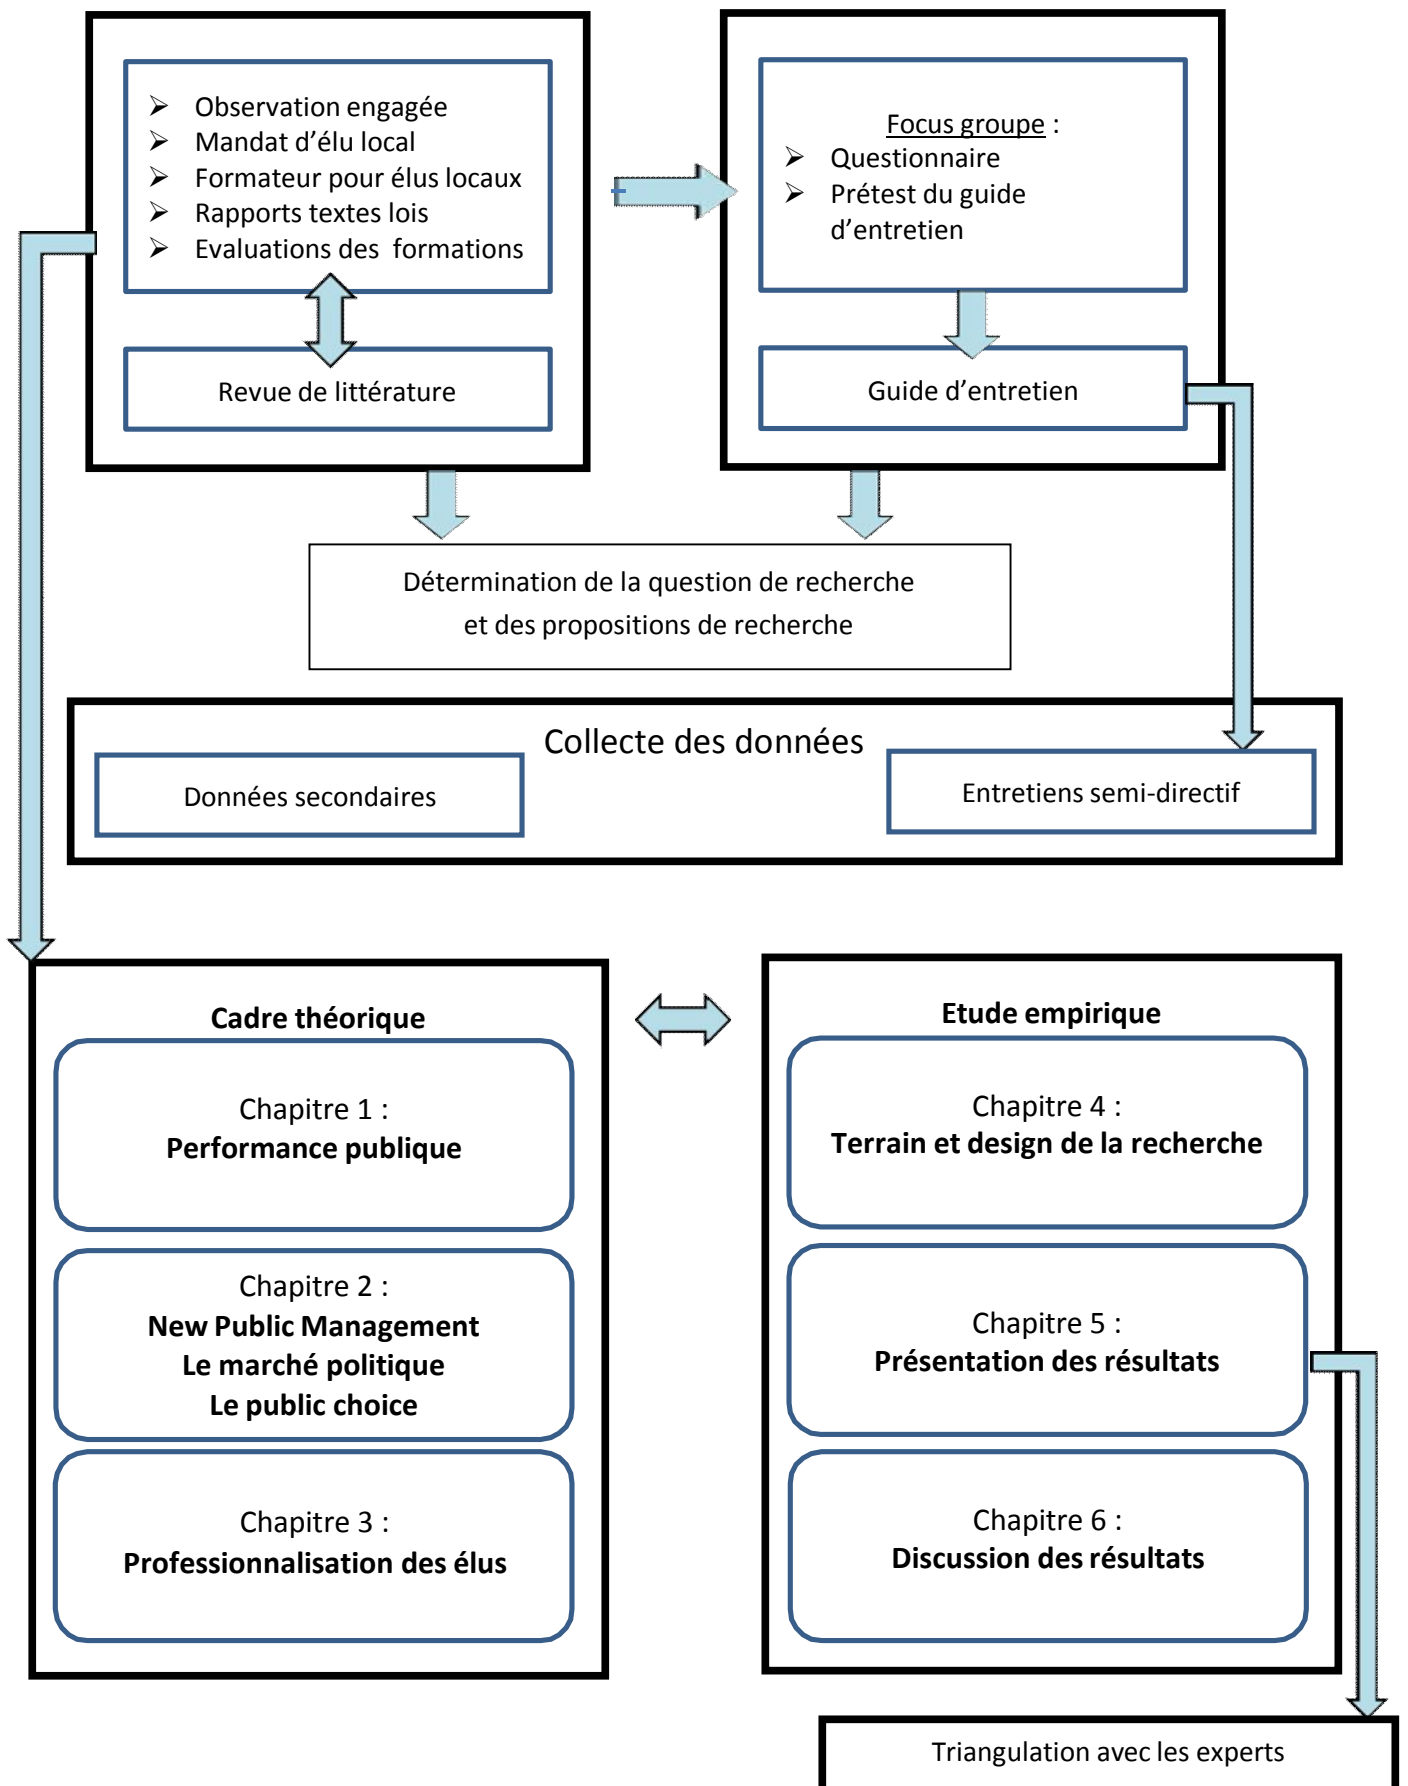 ➢ Observation engagée
➢ Mandat d’élu local
➢ Formateur pour élus locaux
➢ Rapports textes lois
➢ Evaluations des formations
Revue de littérature
Focus groupe :
➢ Questionnaire
➢ Prétest du guide
d’entretien
Guide d’entretien
Détermination de la question de recherche
et des propositions de recherche
Collecte des données
Données secondaires
Entretiens semi-directif
Cadre théorique
Chapitre 1 :
Performance publique
Chapitre 2 :
New Public Management
Le marché politique
Le public choice
Chapitre 3 :
Professionnalisation des élus
Etude empirique
Chapitre 4 :
Terrain et design de la recherche
Chapitre 5 :
Présentation des résultats
Chapitre 6 :
Discussion des résultats
Triangulation avec les experts